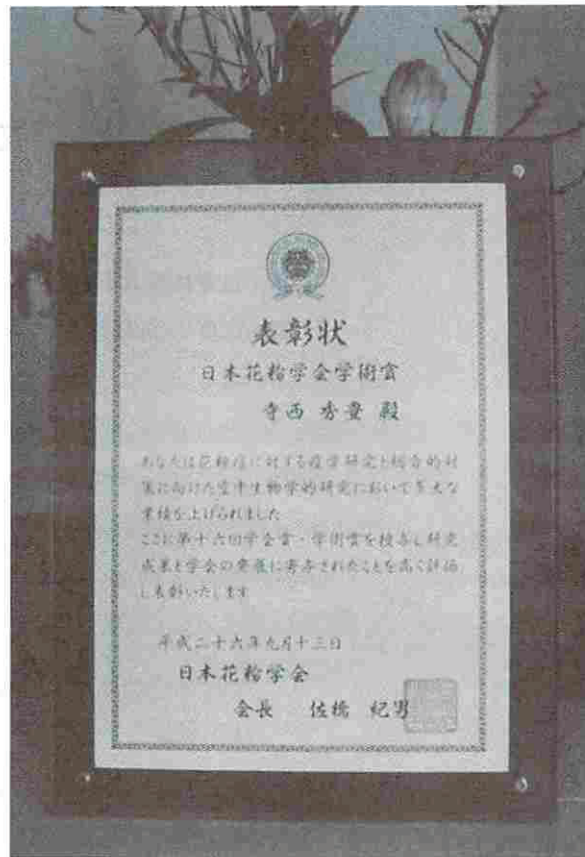 表彰状
日本花粉学会学術賞
寺西 秀豊 殿
あなたは花粉症に対する疫学研究と総合的対
策に向けた空中生物学的研究において多大な
業績を上げられました
ここに第十六回学会賞・学術賞を授与し研究
成果と学会の発展に寄与されたことを高く評価
し表彰いたします
平成二十六年九月十三日
日本花粉学会
会長 佐橋 紀男